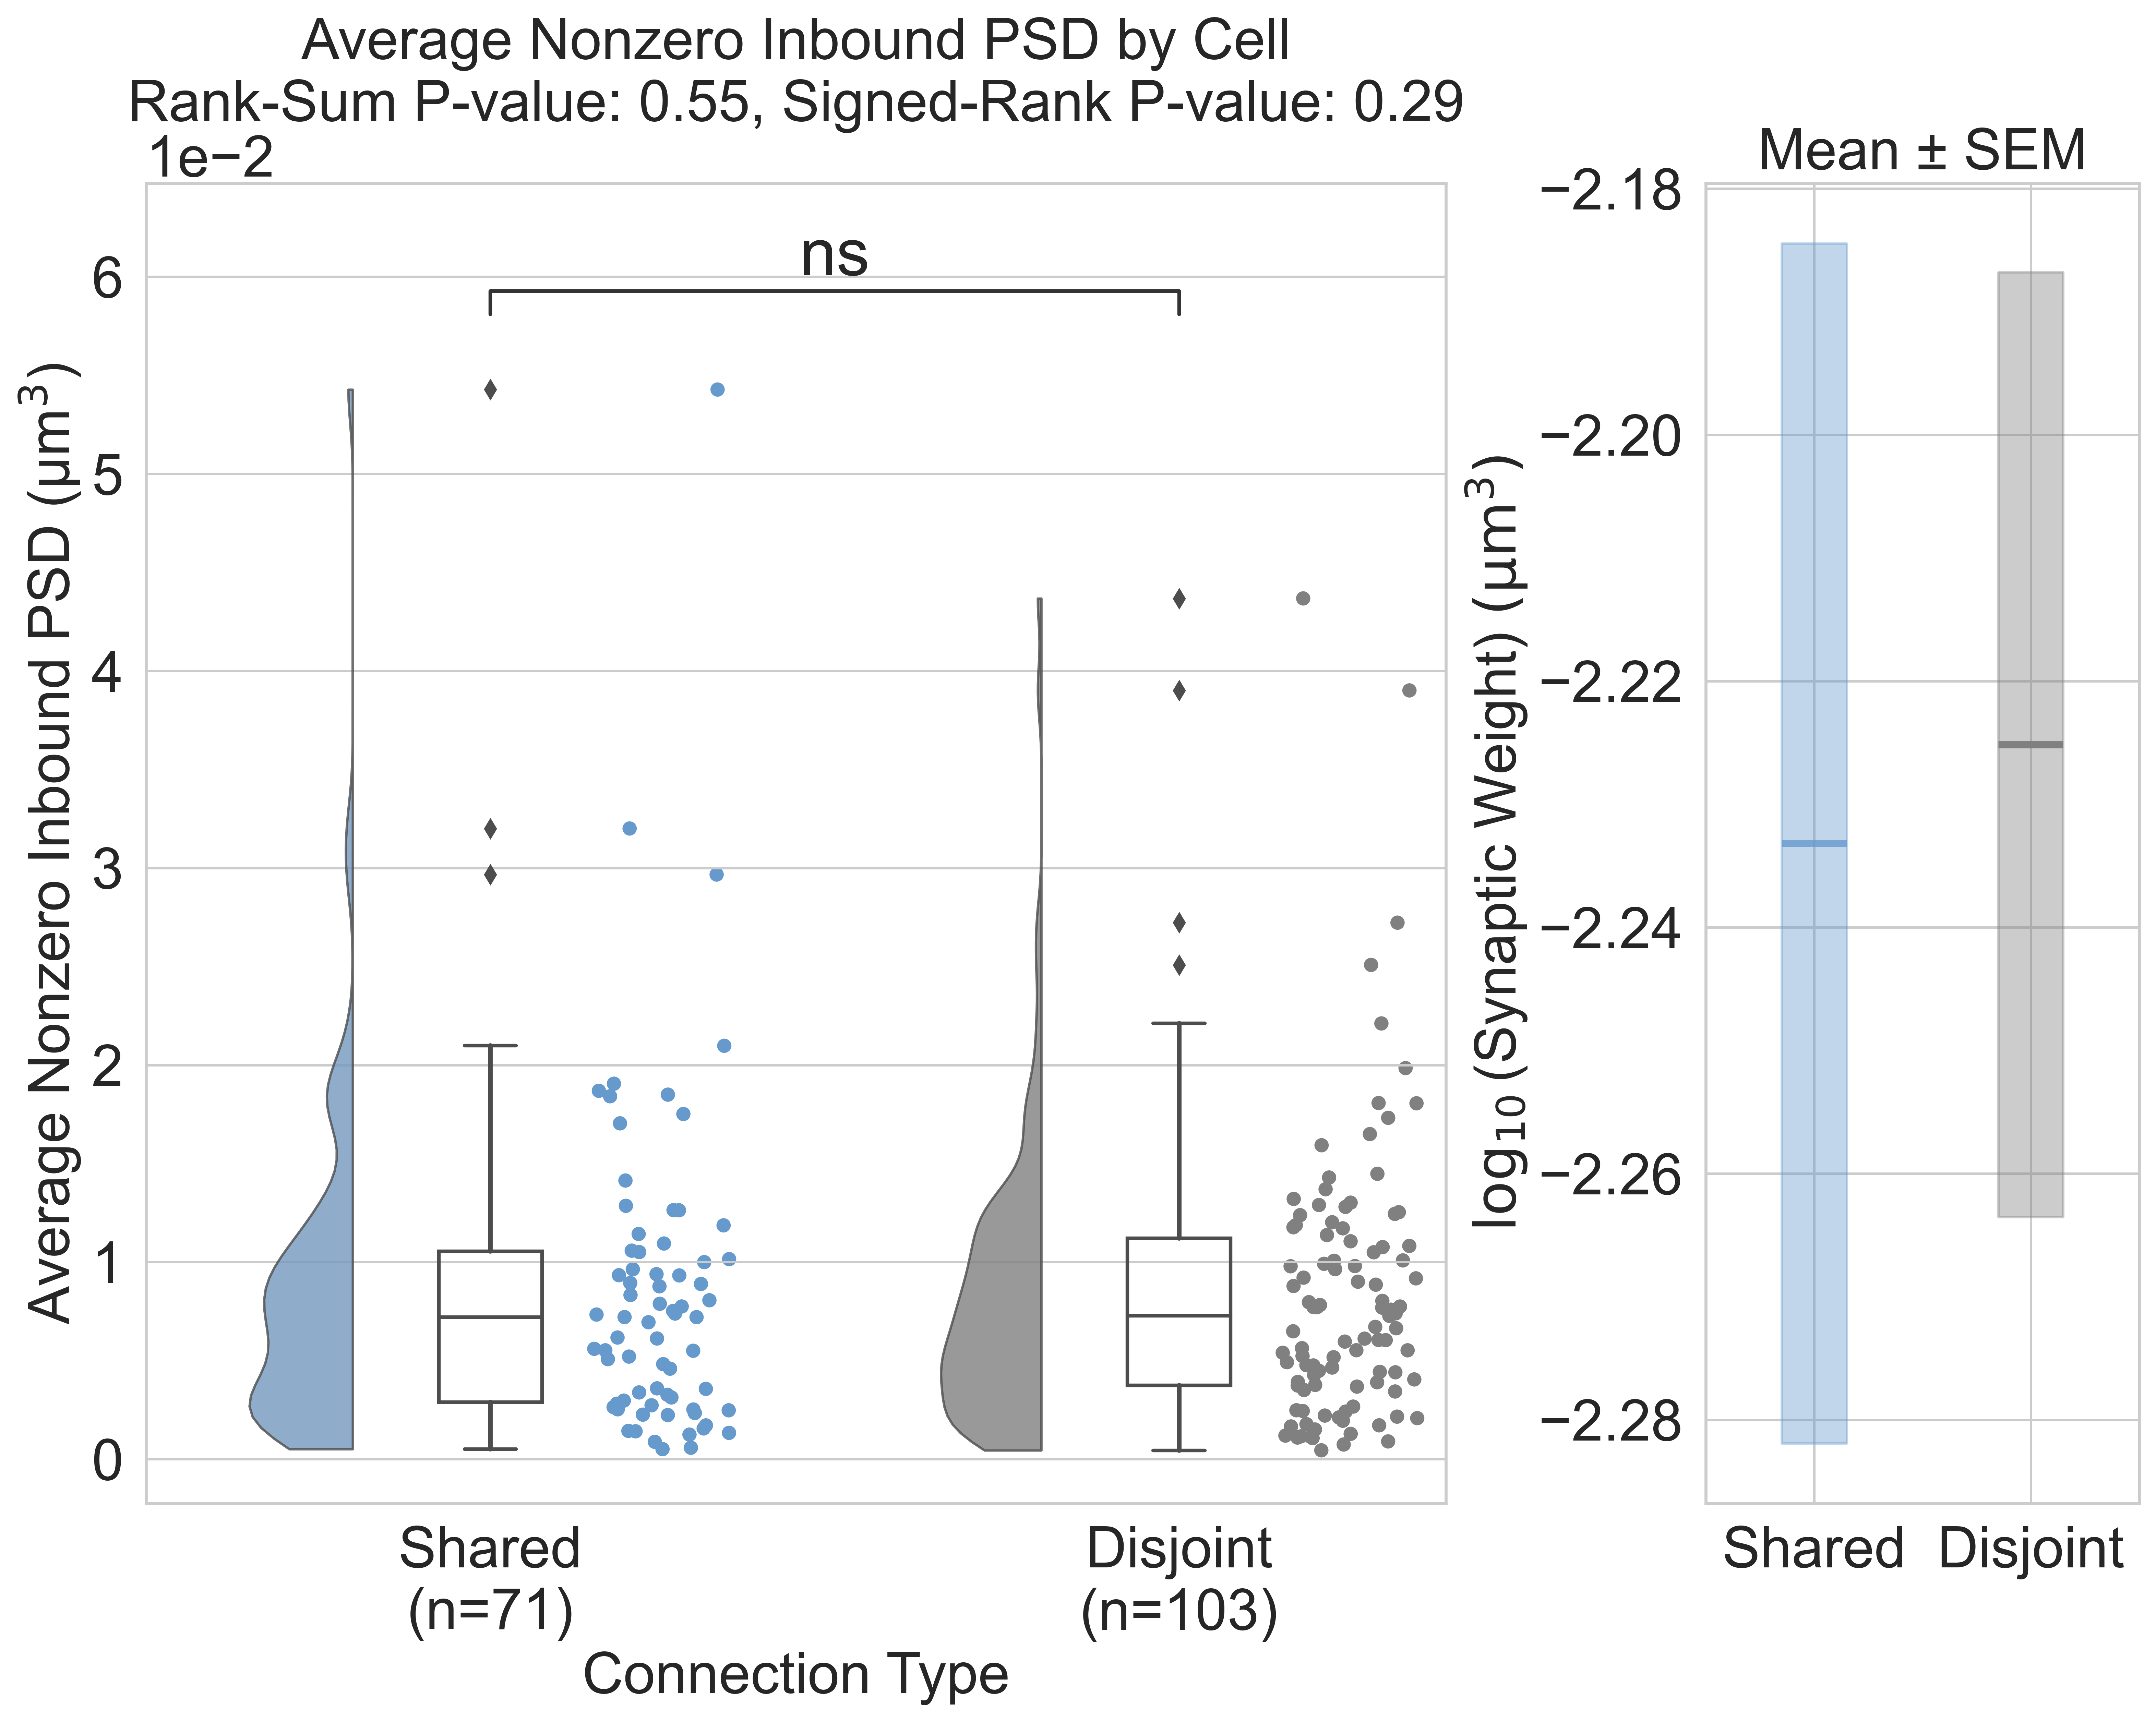 Average Nonzero Inbound PSD by Cell
Rank-Sum P-value: 0.55, Signed-Rank P-value: 0.29
1e−2
Average Nonzero Inbound PSD (μm³)
6
5
4
3
2
1
0
ns
Shared
(n=71)
Disjoint
(n=103)
Connection Type
Mean ± SEM
log₁₀ (Synaptic Weight) (μm³)
−2.18
−2.20
−2.22
−2.24
−2.26
−2.28
Shared
Disjoint